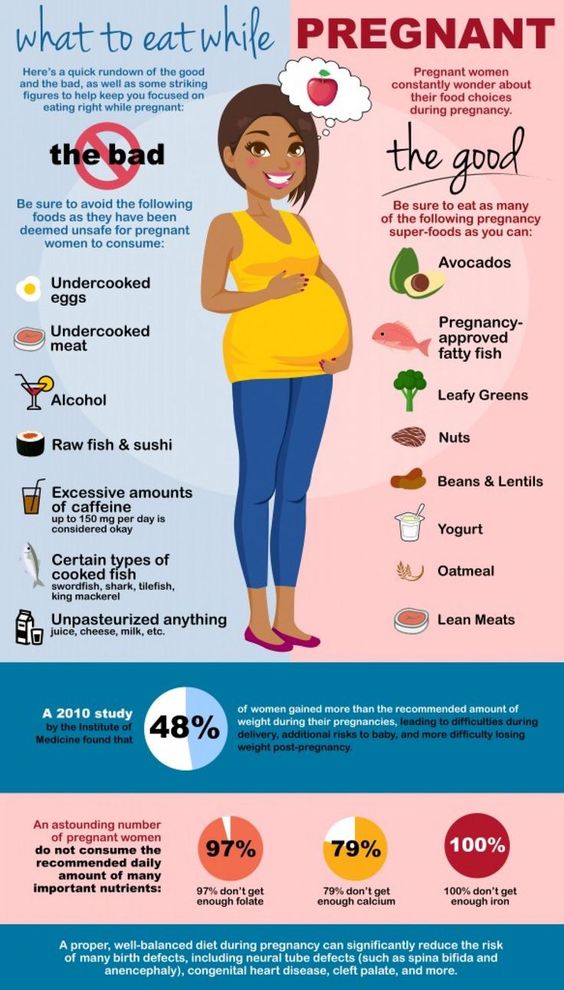 what to eat while PREGNANT
Here's a quick rundown of the good
and the bad, as well as some striking
figures to help keep you focused on
eating right while pregnant:
the bad
Be sure to avoid the following
foods as they have been
deemed unsafe for pregnant
women to consume:
Undercooked
eggs
Undercooked
meat
Alcohol
Raw fish & sushi
Excessive amounts
of caffeine
up to 150 mg per day is
considered okay
Certain types of
cooked fish
swordfish, shark, tilefish,
king mackerel
Unpasteurized anything
juice, cheese, milk, etc.
Pregnant women
constantly wonder about
their food choices
during pregnancy.
the good
Be sure to eat as many
of the following pregnancy
super-foods as you can:
Avocados
Pregnancy-
approved
fatty fish
Leafy Greens
Nuts
Beans & Lentils
Yogurt
Oatmeal
Lean Meats
A 2010 study
by the Institute of
Medicine found that
48%
of women gained more than the recommended amount of
weight during their pregnancies, leading to difficulties during
delivery, additional risks to baby, and more difficulty losing
weight post-pregnancy.
An astounding number
of pregnant women
do not consume the
recommended daily
amount of many
important nutrients:
97%
97% don't get
enough folate
79%
79% don't get
enough calcium
100%
100% don't get
enough iron
A proper, well-balanced diet during pregnancy can significantly reduce the risk
of many birth defects, including neural tube defects (such as spina bifida and
anencephaly), congenital heart disease, cleft palate, and more.